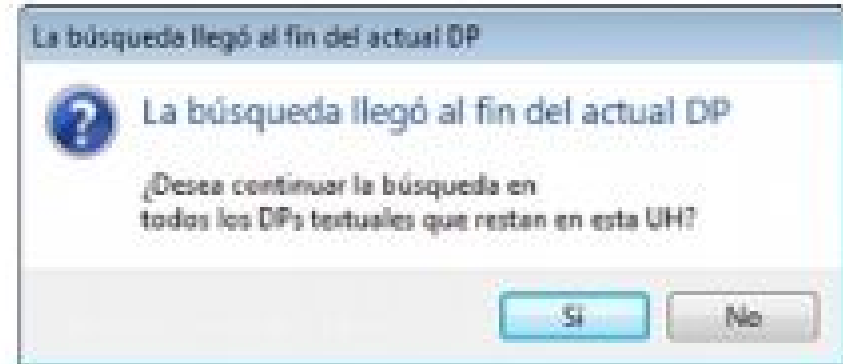 La búsqueda llegó al fin del actual DP
La búsqueda llegó al fin del actual DP
¿Desea continuar la búsqueda en
todos los DPs textuales que restan en esta UH?
Sí
No